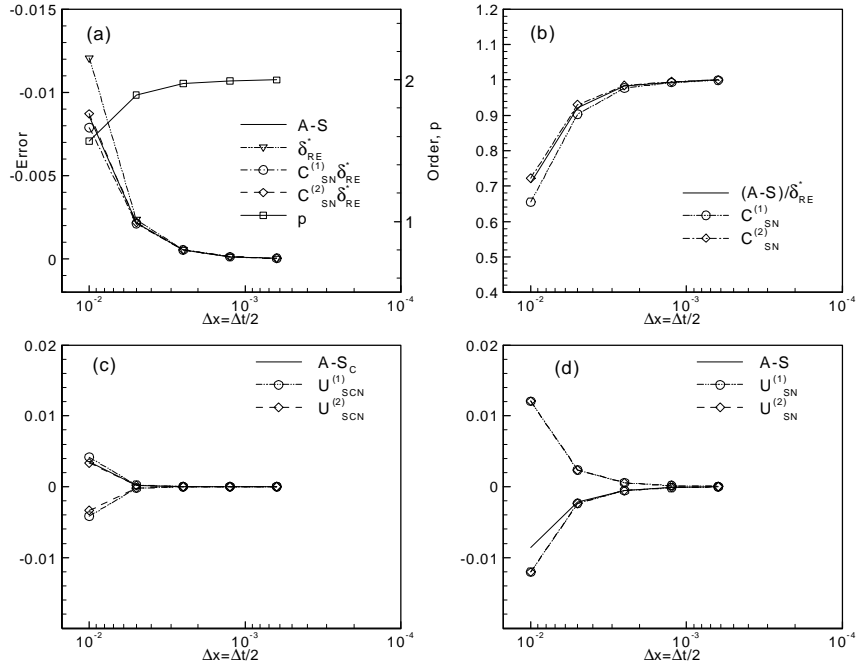 (a)
-0.015
-0.01
-0.005
0
Error
2
1
Order, p
A-S
δ*RE
C(1)SNδ*RE
C(2)SNδ*RE
p
10-2
10-3
10-4
Δx=Δt/2
(b)
1.2
1.1
1
0.9
0.8
0.7
0.6
0.5
0.4
(A-S)/δ*RE
C(1)SN
C(2)SN
10-2
10-3
10-4
Δx=Δt/2
(c)
0.02
0.01
0
-0.01
A-SC
U(1)SCN
U(2)SCN
10-2
10-3
10-4
Δx=Δt/2
(d)
0.02
0.01
0
-0.01
A-S
U(1)SN
U(2)SN
10-2
10-3
10-4
Δx=Δt/2